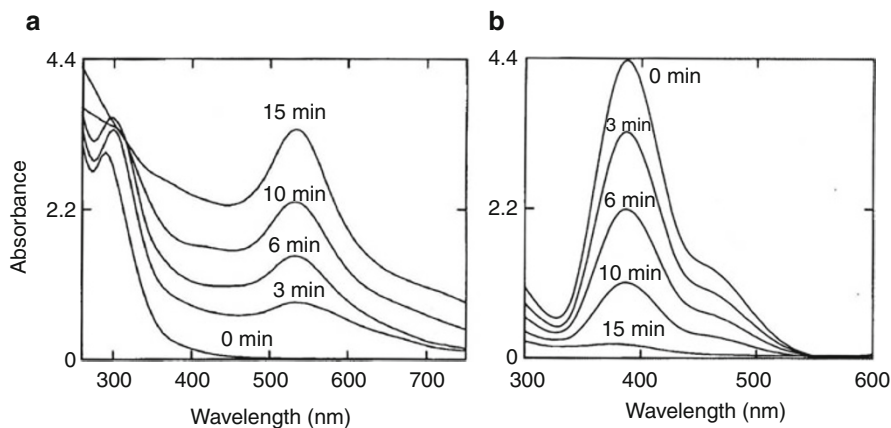 a
4.4
2.2
0
Absorbance
15 min
10 min
6 min
3 min
0 min
300 400 500 600 700
Wavelength (nm)
b
4.4
2.2
0
0 min
3 min
6 min
10 min
15 min
300 400 500 600
Wavelength (nm)